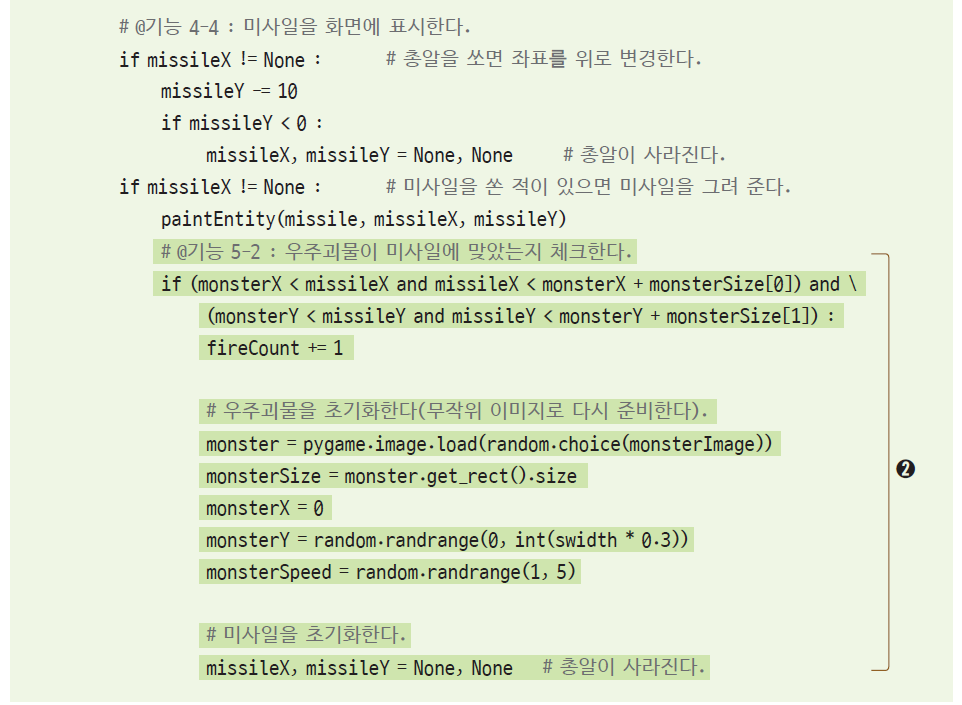 # @기능 4-4 : 미사일을 화면에 표시한다.
if missileX != None :        # 총알을 쏘면 좌표를 위로 변경한다.
    missileY -= 10
    if missileY < 0 :
        missileX, missileY = None, None      # 총알이 사라진다.
if missileX != None :        # 미사일을 쏜 적이 있으면 미사일을 그려 준다.
    paintEntity(missile, missileX, missileY)
    # @기능 5-2 : 우주괴물이 미사일에 맞았는지 체크한다.
    if (monsterX < missileX and missileX < monsterX + monsterSize[0]) and \
        (monsterY < missileY and missileY < monsterY + monsterSize[1]) :
        fireCount += 1
        # 우주괴물을 초기화한다(무작위 이미지로 다시 준비한다).
        monster = pygame.image.load(random.choice(monsterImage))
        monsterSize = monster.get_rect().size
        monsterX = 0
        monsterY = random.randrange(0, int(swidth * 0.3))
        monsterSpeed = random.randrange(1, 5)
        # 미사일을 초기화한다.
        missileX, missileY = None, None   # 총알이 사라진다.
❷